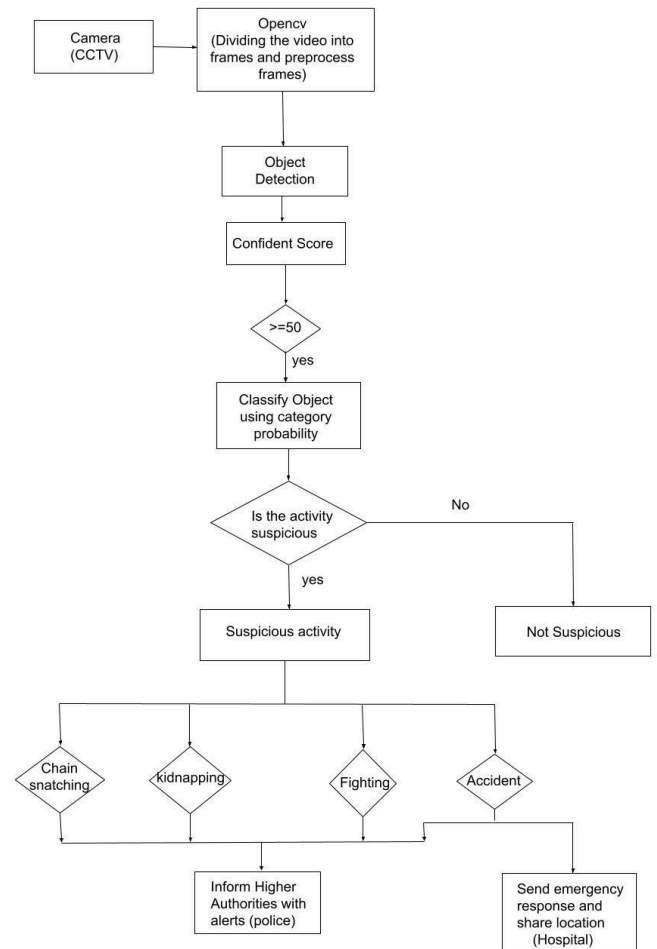 Camera
(CCTV)
Opencv
(Dividing the video into
frames and preprocess
frames)
Object
Detection
Confident Score
>=50
yes
Classify Object
using category
probability
Is the activity
suspicious
No
yes
Suspicious activity
Not Suspicious
Chain
snatching
kidnapping
Fighting
Accident
Inform Higher
Authorities with
alerts (police)
Send emergency
response and
share location
(Hospital)